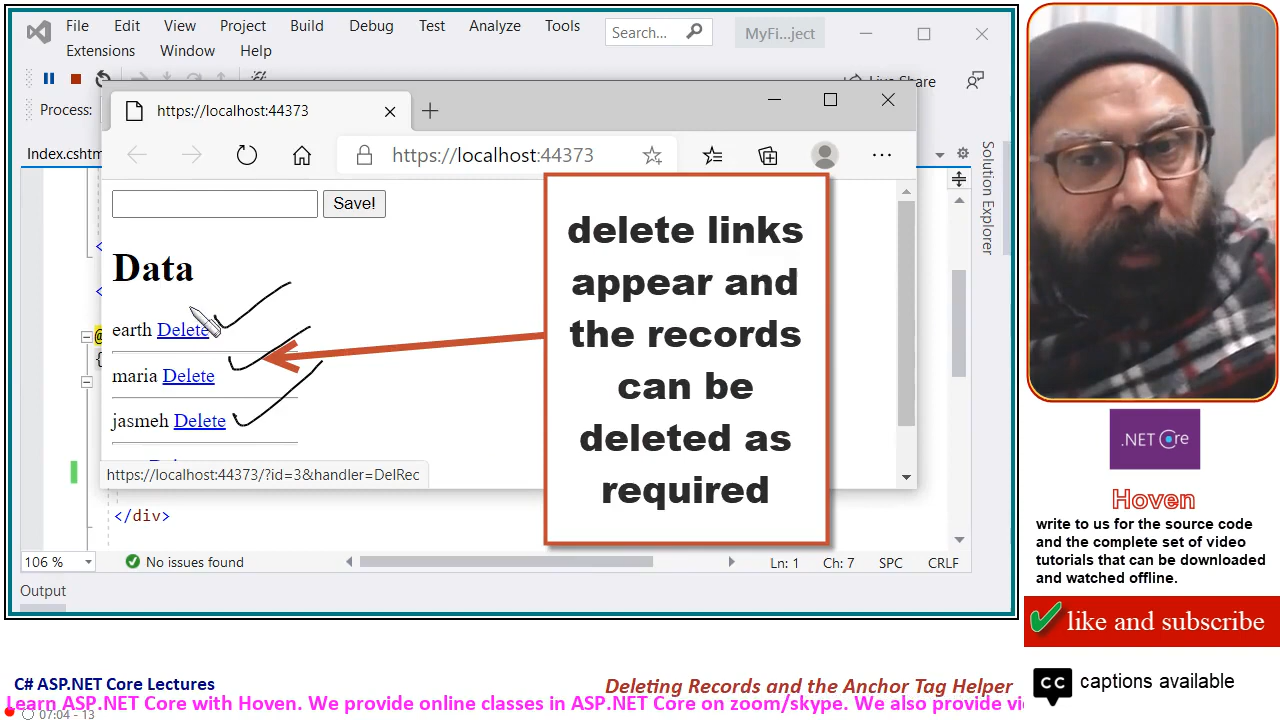 File Edit View Project Build Debug Test Analyze Tools
Search...
MyFi...ject
Extensions Window Help
Live Share
Process:
https://localhost:44373
Index.cshtm
https://localhost:44373
Solution Explorer
Save!
Data
earth Delete
maria Delete
jasmeh Delete
https://localhost:44373/?id=3&handler=DelRec
</div>
delete links
appear and
the records
can be
deleted as
required
106 %
No issues found
Ln: 1
Ch: 7
SPC
CRLF
Output
.NET Core
Hoven
write to us for the source code
and the complete set of video
tutorials that can be downloaded
and watched offline.
like and subscribe
CC captions available
C# ASP.NET Core Lectures
Deleting Records and the Anchor Tag Helper
Learn ASP.NET Core with Hoven. We provide online classes in ASP.NET Core on zoom/skype. We also provide vi
07:04 - 13